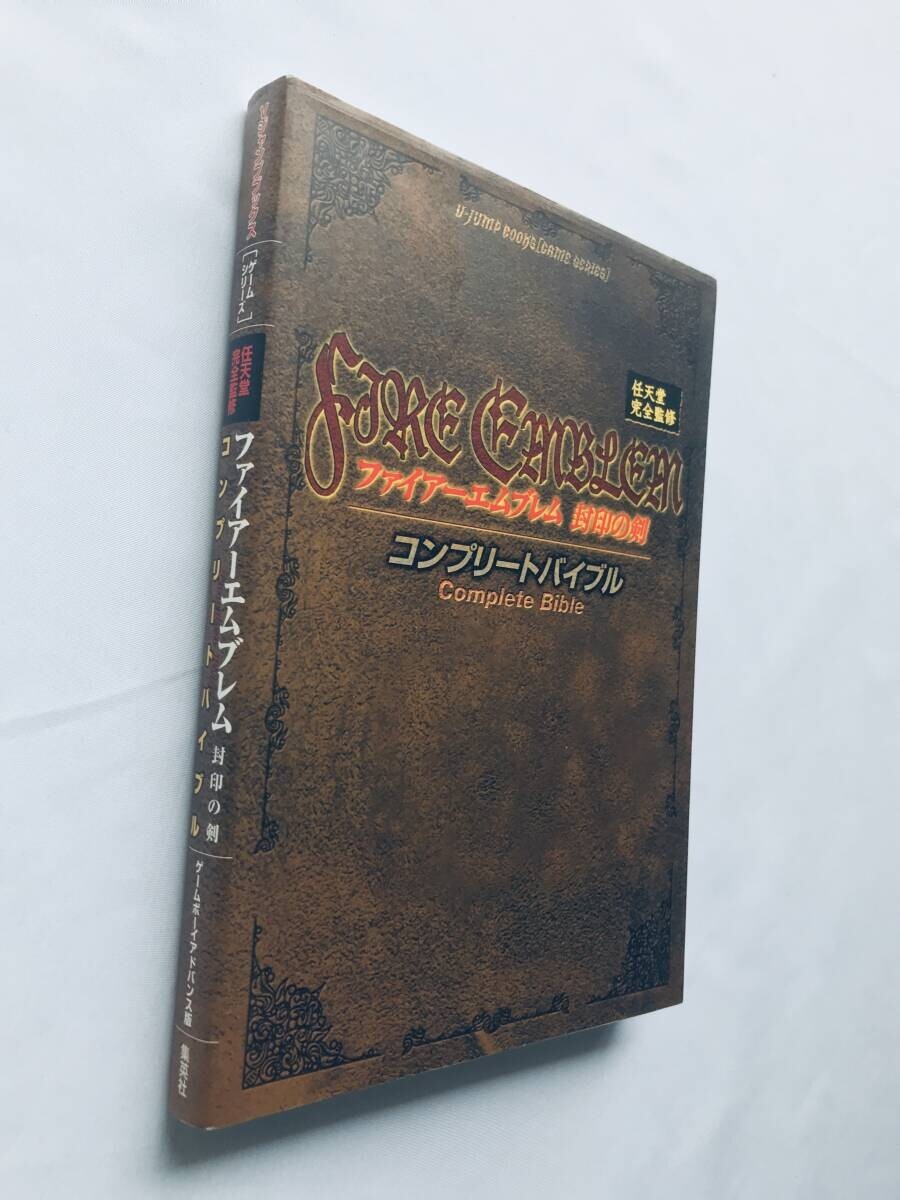 Vジャンプブックス
[ゲームシリーズ]
任天堂
完全監修
ファイアーエムブレム 封印の剣
コンプリートバイブル
ゲームボーイアドバンス版
集英社
V-JUMP BOOKS[GAME SERIES]
任天堂
完全監修
FIRE EMBLEM
ファイアーエムブレム 封印の剣
コンプリートバイブル
Complete Bible